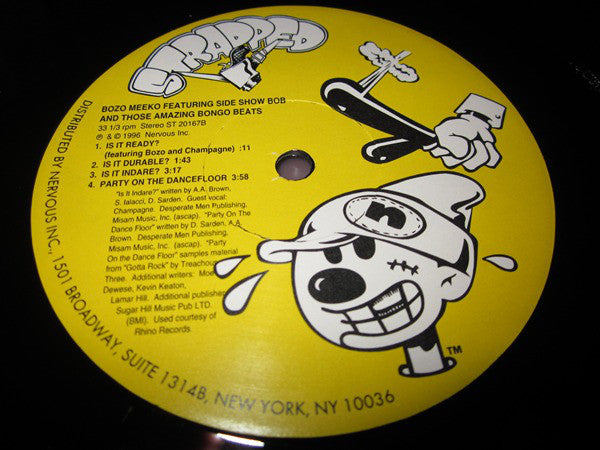 STRAPPED
BOZO MEEKO FEATURING SIDE SHOW BOB
AND THOSE AMAZING BONGO BEATS
33 1/3 rpm Stereo ST 20167B
℗ & © 1996 Nervous Inc.
1. IS IT READY?
(featuring Bozo and Champagne) :11
2. IS IT DURABLE? 1:43
3. IS IT INDARE? 3:17
4. PARTY ON THE DANCEFLOOR 3:58
"Is It Indare?" written by A.A. Brown,
S. Ialacci, D. Sarden. Guest vocal:
Champagne. Desperate Men Publishing,
Misam Music, Inc. (ascap). "Party On The
Dance Floor" written by D. Sarden, A.A.
Brown. Desperate Men Publishing,
Misam Music, Inc. (ascap). "Party
On the Dance Floor" samples material
from "Gotta Rock" by Treacherous
Three. Additional writers: Moe
Dewese, Kevin Keaton,
Lamar Hill. Additional publisher
Sugar Hill Music Pub LTD.
(BMI). Used courtesy of
Rhino Records.
n
TM
DISTRIBUTED BY NERVOUS INC., 1501 BROADWAY, SUITE 1314B, NEW YORK, NY 10036